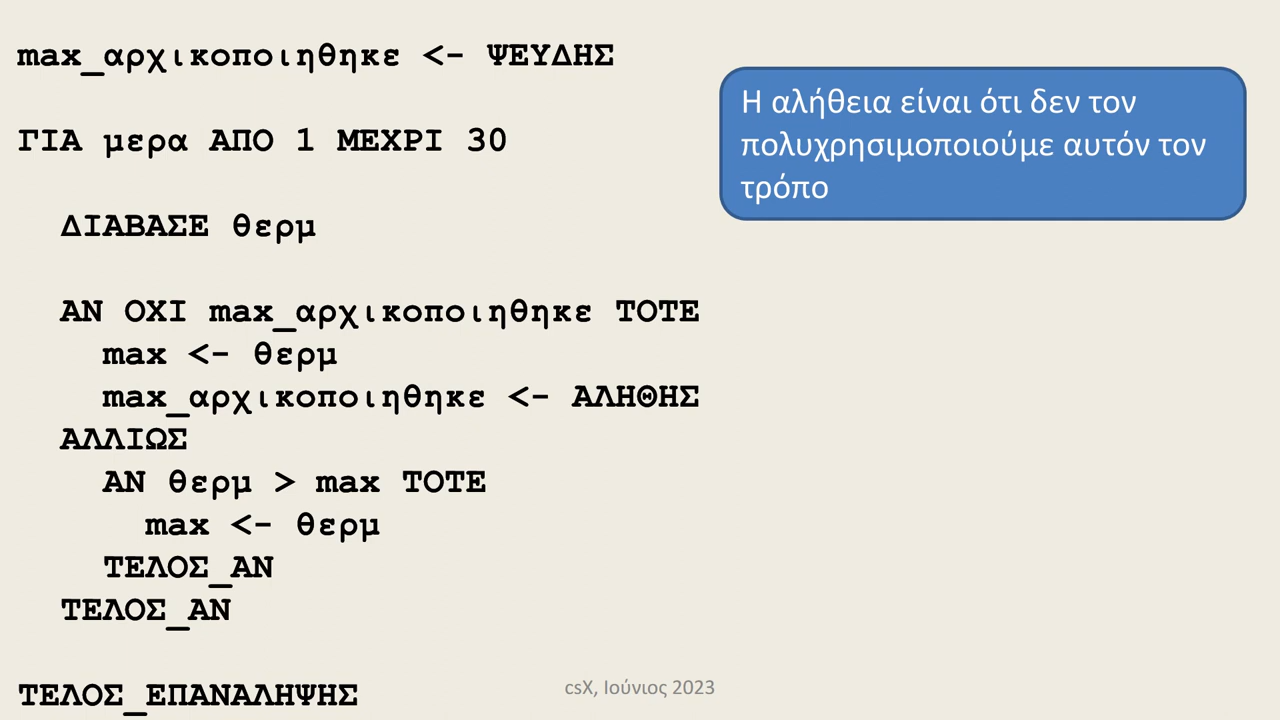 max_αρχικοποιηθηκε <- ΨΕΥΔΗΣ
ΓΙΑ μερα ΑΠΟ 1 ΜΕΧΡΙ 30
ΔΙΑΒΑΣΕ θερμ
ΑΝ ΟΧΙ max_αρχικοποιηθηκε ΤΟΤΕ
max <- θερμ
max_αρχικοποιηθηκε <- ΑΛΗΘΗΣ
ΑΛΛΙΩΣ
ΑΝ θερμ > max ΤΟΤΕ
max <- θερμ
ΤΕΛΟΣ_ΑΝ
ΤΕΛΟΣ_ΑΝ
ΤΕΛΟΣ_ΕΠΑΝΑΛΗΨΗΣ
Η αλήθεια είναι ότι δεν τον
πολυχρησιμοποιούμε αυτόν τον
τρόπο
csX, Ιούνιος 2023